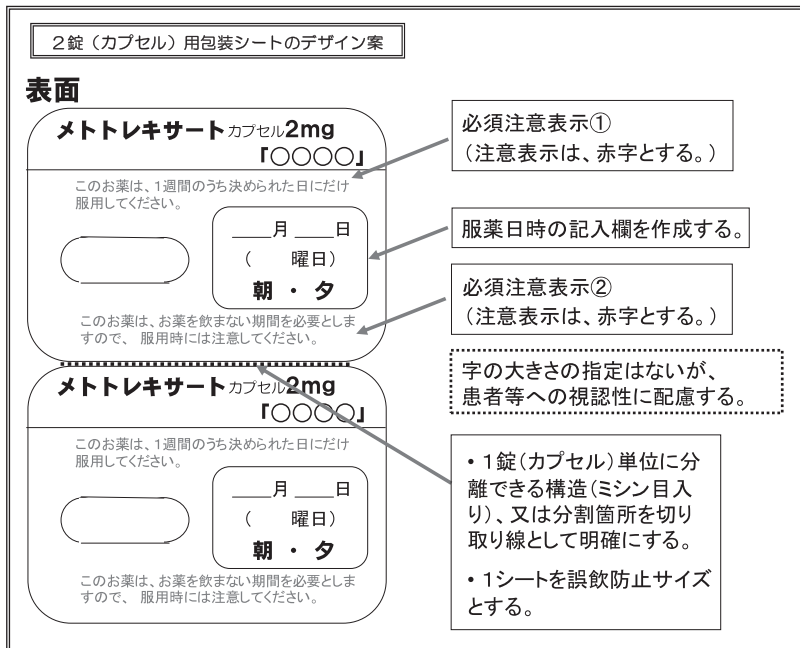 2錠（カプセル）用包装シートのデザイン案
表面
メトトレキサートカプセル2mg
『○○○○』
このお薬は、1週間のうち決められた日にだけ
服用してください。
＿＿月＿＿日
（　　曜日）
朝 ・ 夕
このお薬は、お薬を飲まない期間を必要としま
すので、 服用時には注意してください。
メトトレキサートカプセル2mg
『○○○○』
このお薬は、1週間のうち決められた日にだけ
服用してください。
＿＿月＿＿日
（　　曜日）
朝 ・ 夕
このお薬は、お薬を飲まない期間を必要としま
すので、 服用時には注意してください。
必須注意表示①
（注意表示は、赤字とする。）
服薬日時の記入欄を作成する。
必須注意表示②
（注意表示は、赤字とする。）
字の大きさの指定はないが、
患者等への視認性に配慮する。
・1錠（カプセル）単位に分
離できる構造（ミシン目入
り）、又は分割箇所を切り
取り線として明確にする。
・1シートを誤飲防止サイズ
とする。